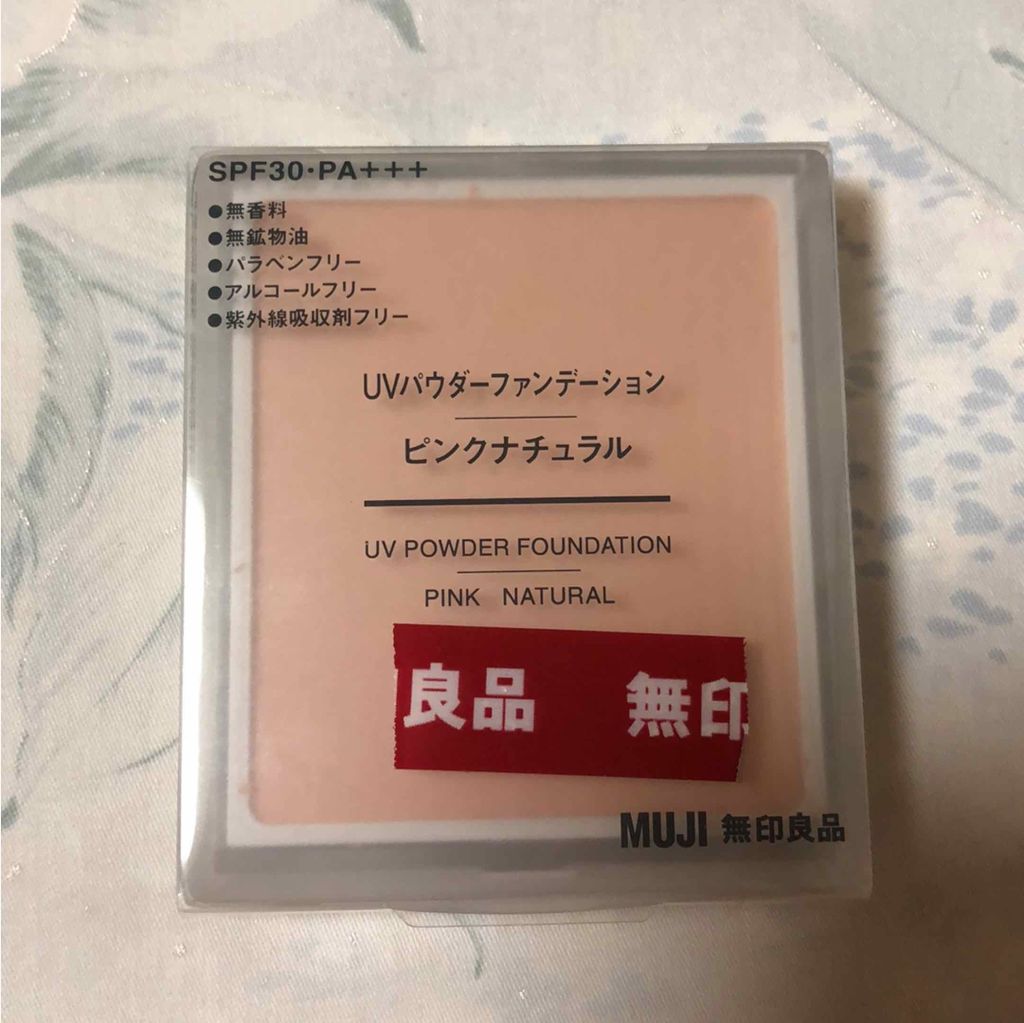 SPF30・PA+++
●無香料
●無鉱物油
●パラベンフリー
●アルコールフリー
●紫外線吸収剤フリー
UVパウダーファンデーション
ピンクナチュラル
UV POWDER FOUNDATION
PINK NATURAL
良品 無印
MUJI 無印良品